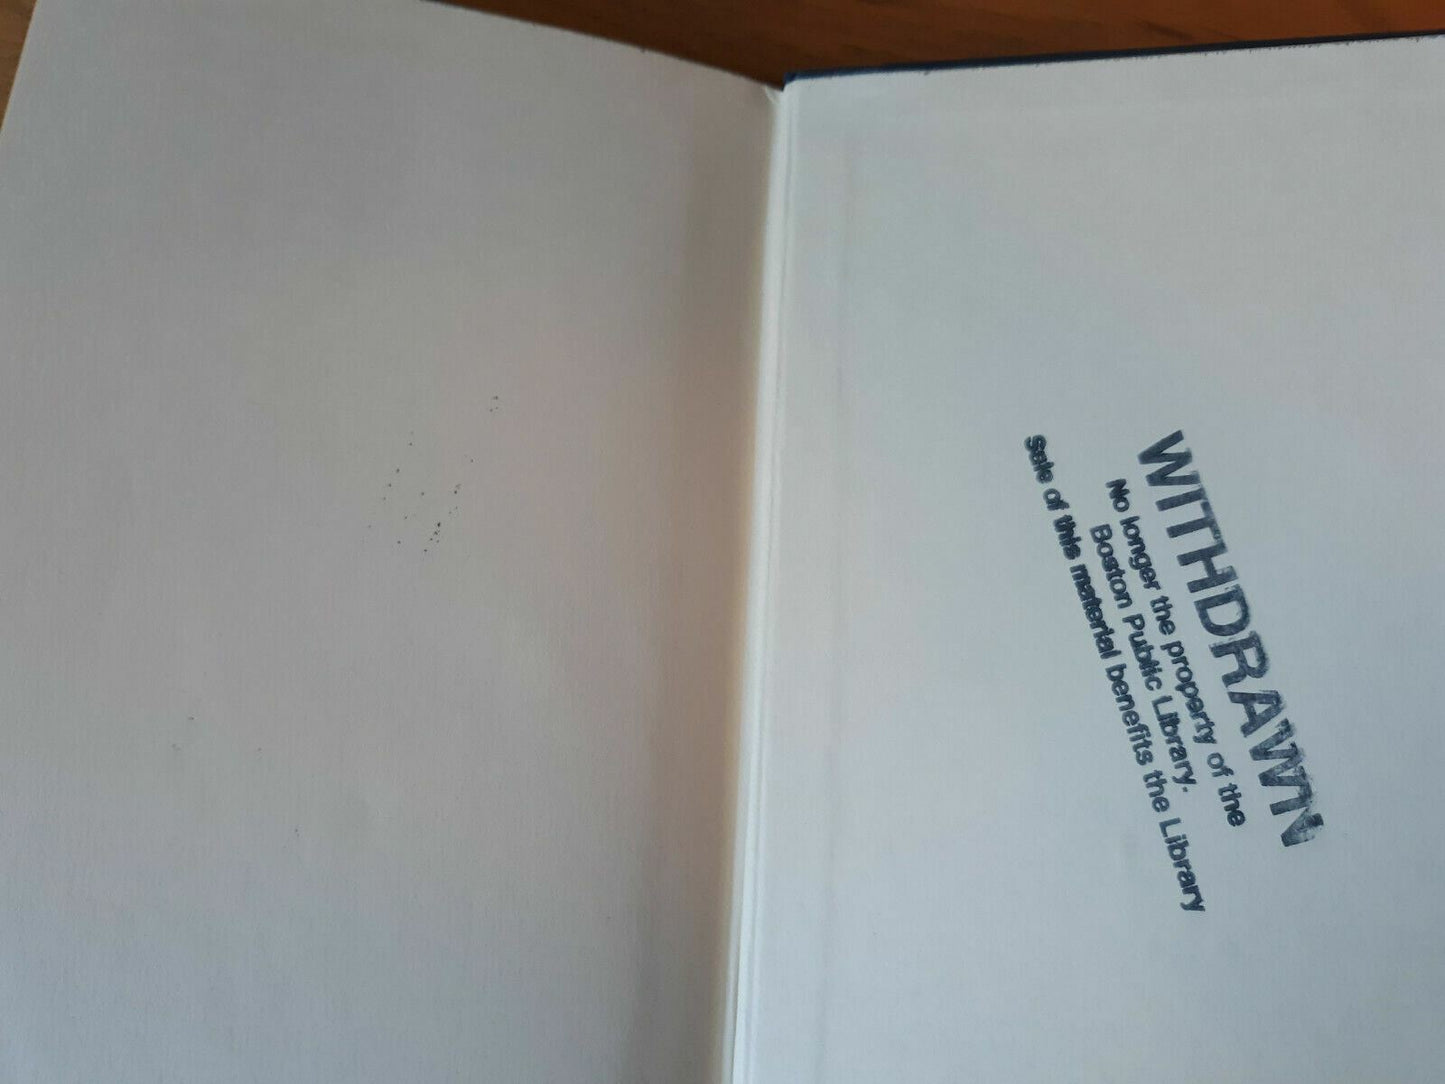 WITHDRAWN
No longer the property of the
Boston Public Library.
Sale of this material benefits the Library